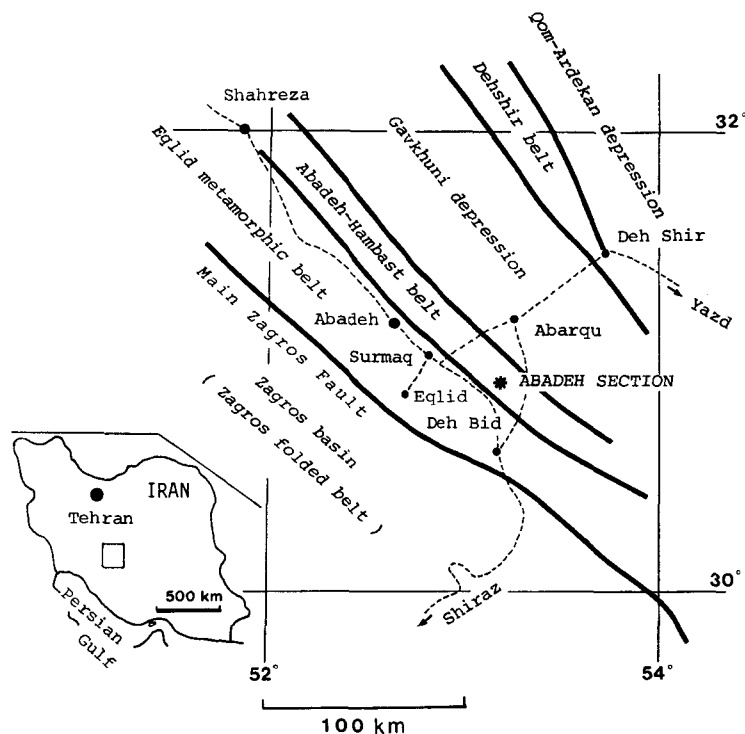 Qom-Ardekan depression
Dehshir belt
Gavkhuni depression
Shahreza
32°
Eqlid metamorphic belt
Abadeh-Hambast belt
Deh Shir
Main Zagros Fault
Yazd
Abadeh
Abarqu
Surmaq
ABADEH SECTION
Eqlid
Deh Bid
Zagros basin
( Zagros folded belt )
IRAN
Tehran
500 km
30°
Persian
Gulf
Shiraz
52°
54°
100 km